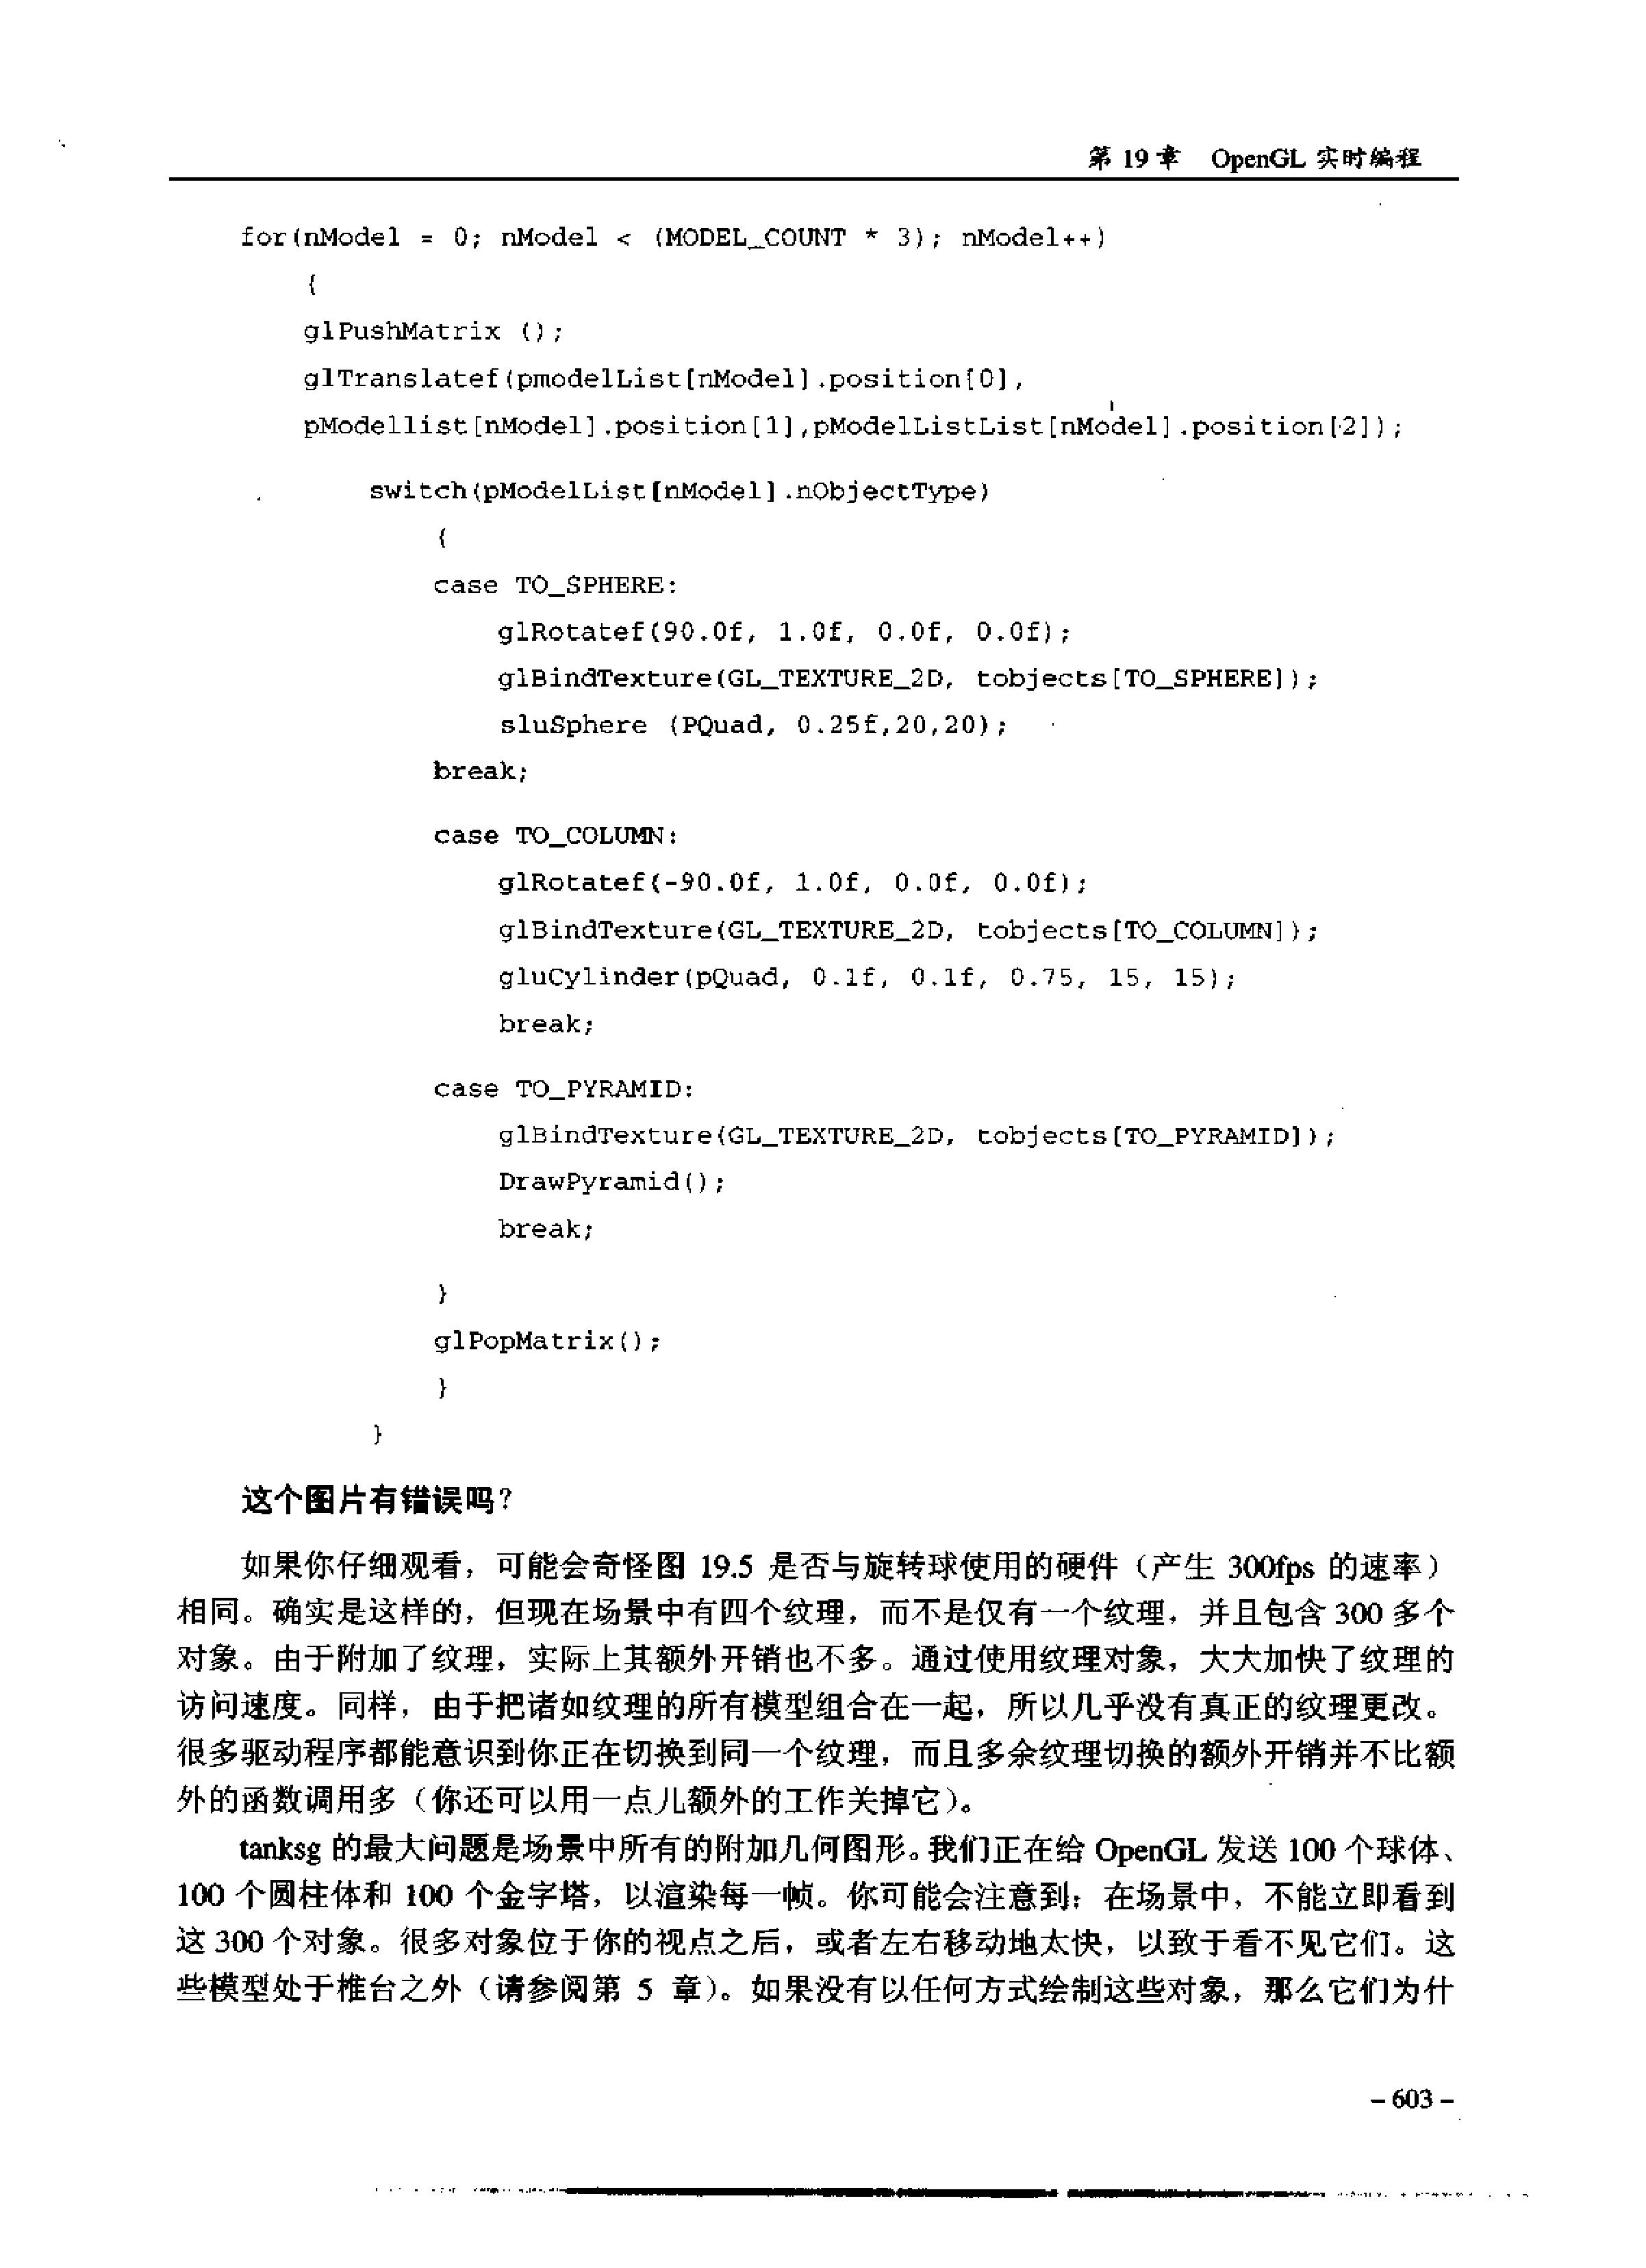 第 19 章 OpenGL 实时编程
for(nModel = 0; nModel < (MODEL_COUNT * 3); nModel++)
{
glPushMatrix ();
glTranslatef(pmodelList[nModel].position[0],
pModellist[nModel].position[1],pModelListList[nModel].position[2]);
switch(pModelList[nModel].nObjectType)
{
case TO_SPHERE:
glRotatef(90.0f, 1.0f, 0.0f, 0.0f);
glBindTexture(GL_TEXTURE_2D, tobjects[TO_SPHERE]);
sluSphere (PQuad, 0.25f,20,20);
break;
case TO_COLUMN:
glRotatef(-90.0f, 1.0f, 0.0f, 0.0f);
glBindTexture(GL_TEXTURE_2D, tobjects[TO_COLUMN]);
gluCylinder(pQuad, 0.1f, 0.1f, 0.75, 15, 15);
break;
case TO_PYRAMID:
glBindTexture(GL_TEXTURE_2D, tobjects[TO_PYRAMID]);
DrawPyramid();
break;
}
glPopMatrix();
}
}
这个图片有错误吗?
如果你仔细观看，可能会奇怪图 19.5 是否与旋转球使用的硬件（产生 300fps 的速率）
相同。确实是这样的，但现在场景中有四个纹理，而不是仅有一个纹理，并且包含 300 多个
对象。由于附加了纹理，实际上其额外开销也不多。通过使用纹理对象，大大加快了纹理的
访问速度。同样，由于把诸如纹理的所有模型组合在一起，所以几乎没有真正的纹理更改。
很多驱动程序都能意识到你正在切换到同一个纹理，而且多余纹理切换的额外开销并不比额
外的函数调用多（你还可以用一点儿额外的工作关掉它）。
tanksg 的最大问题是场景中所有的附加几何图形。我们正在给 OpenGL 发送 100 个球体、
100 个圆柱体和 100 个金字塔，以渲染每一帧。你可能会注意到：在场景中，不能立即看到
这 300 个对象。很多对象位于你的视点之后，或者左右移动地太快，以致于看不见它们。这
些模型处于椎台之外（请参阅第 5 章）。如果没有以任何方式绘制这些对象，那么它们为什
– 603 –